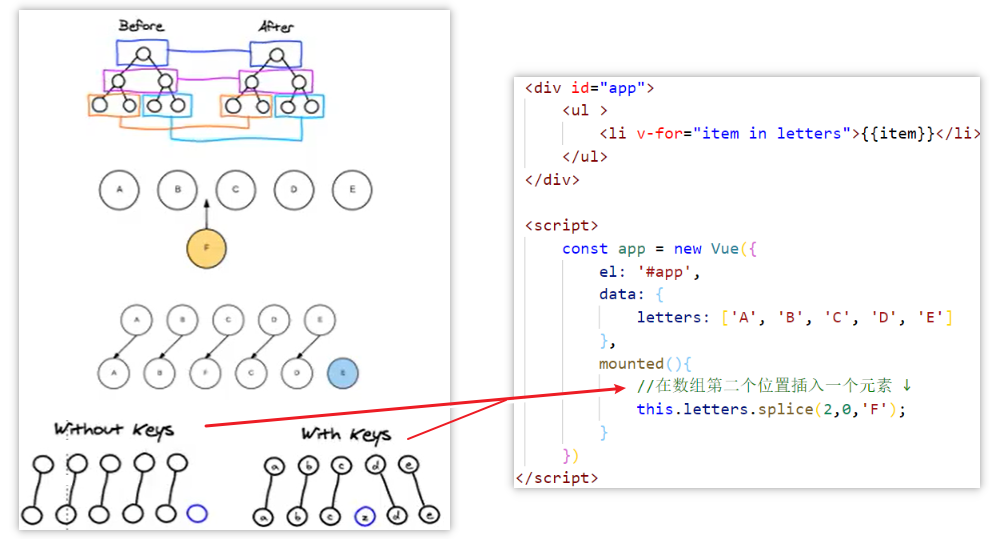 Before After
A B C D E
F
A B C D E
A B F C D E
Without Keys
With Keys
a b c d e
a b c z d e
<div id="app">
<ul >
<li v-for="item in letters">{{item}}</li>
</ul>
</div>
<script>
const app = new Vue({
el: '#app',
data: {
letters: ['A', 'B', 'C', 'D', 'E']
},
mounted(){
//在数组第二个位置插入一个元素 ↓
this.letters.splice(2,0,'F');
}
})
</script>